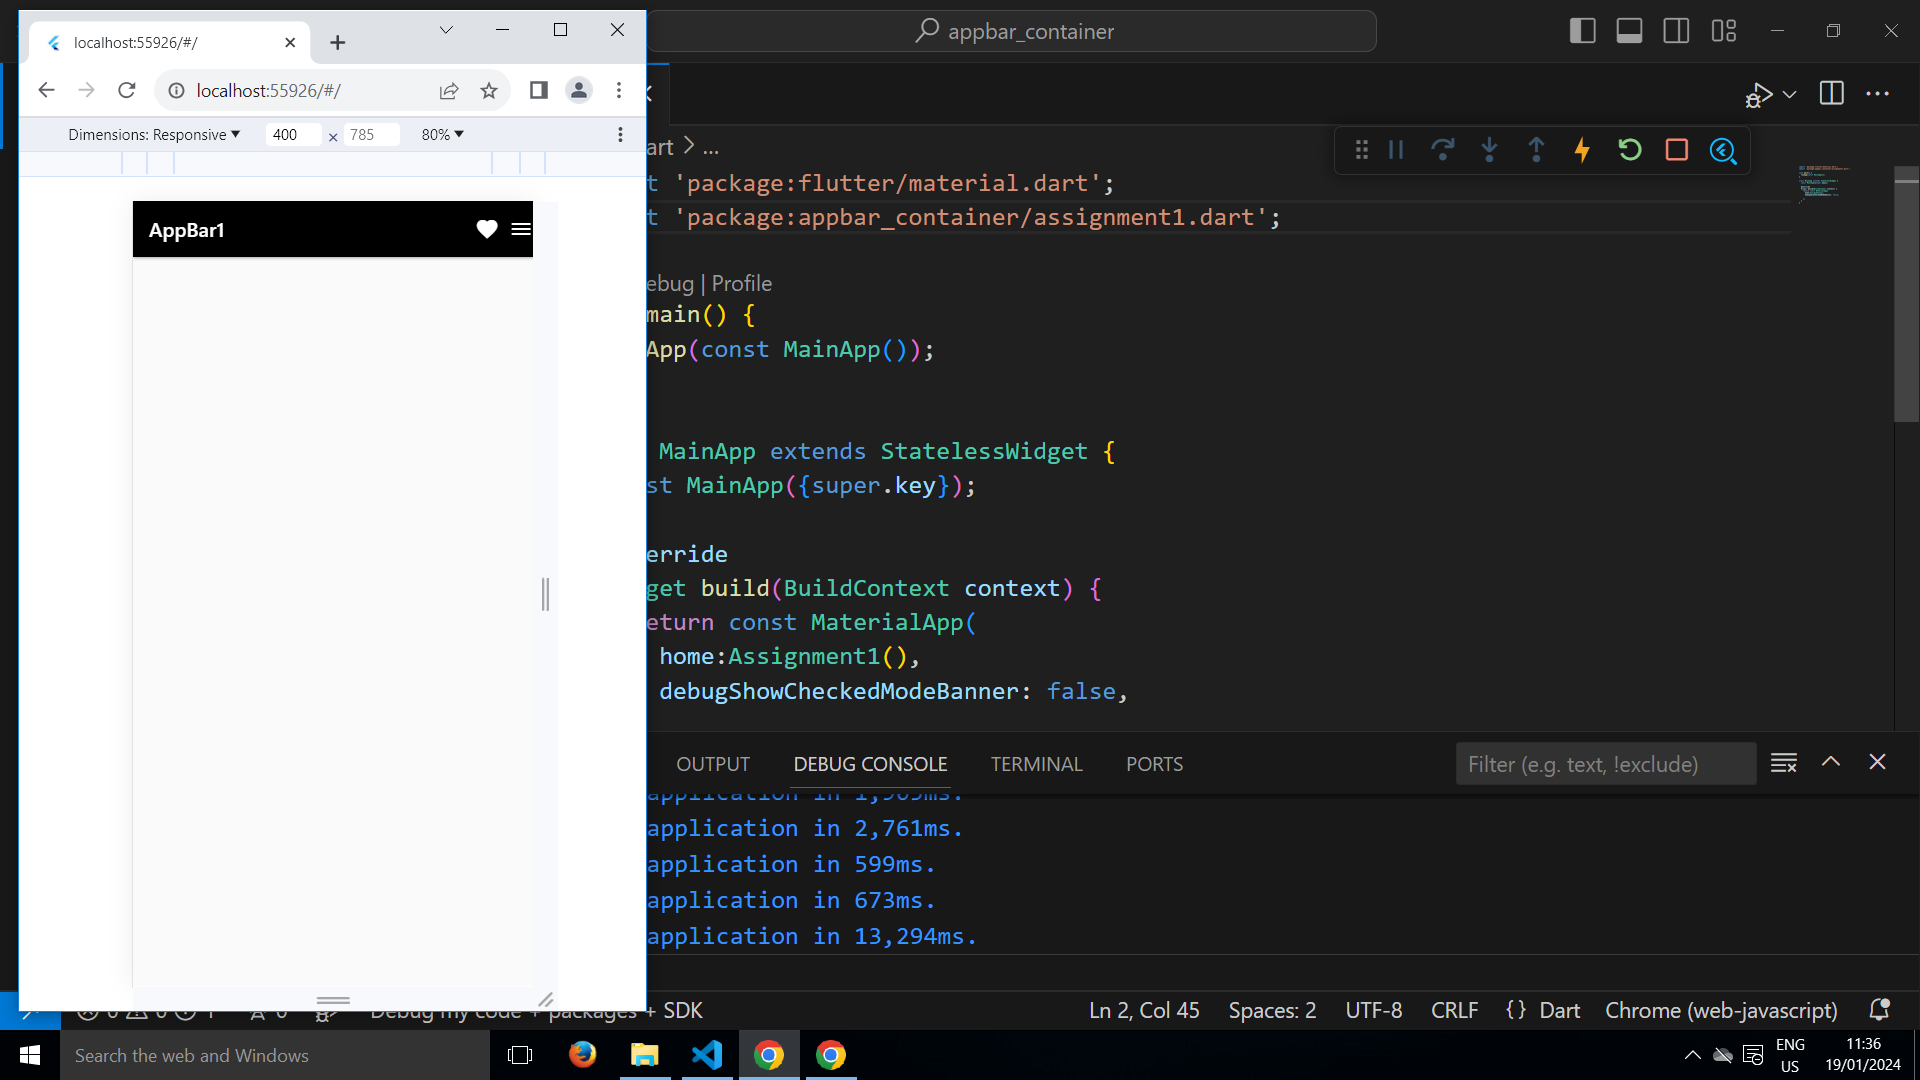 localhost:55926/#/
localhost:55926/#/
Dimensions: Responsive
400
×
785
80%
AppBar1
appbar_container
art > ...
t 'package:flutter/material.dart';
t 'package:appbar_container/assignment1.dart';
ebug | Profile
main() {
App(const MainApp());
MainApp extends StatelessWidget {
st MainApp({super.key});
erride
get build(BuildContext context) {
eturn const MaterialApp(
home:Assignment1(),
debugShowCheckedModeBanner: false,
OUTPUT
DEBUG CONSOLE
TERMINAL
PORTS
Filter (e.g. text, !exclude)
application in
application in 2,761ms.
application in 599ms.
application in 673ms.
application in 13,294ms.
Debug my code + packages + SDK
Ln 2, Col 45
Spaces: 2
UTF-8
CRLF
{} Dart
Chrome (web-javascript)
Search the web and Windows
ENG
US
11:36
19/01/2024